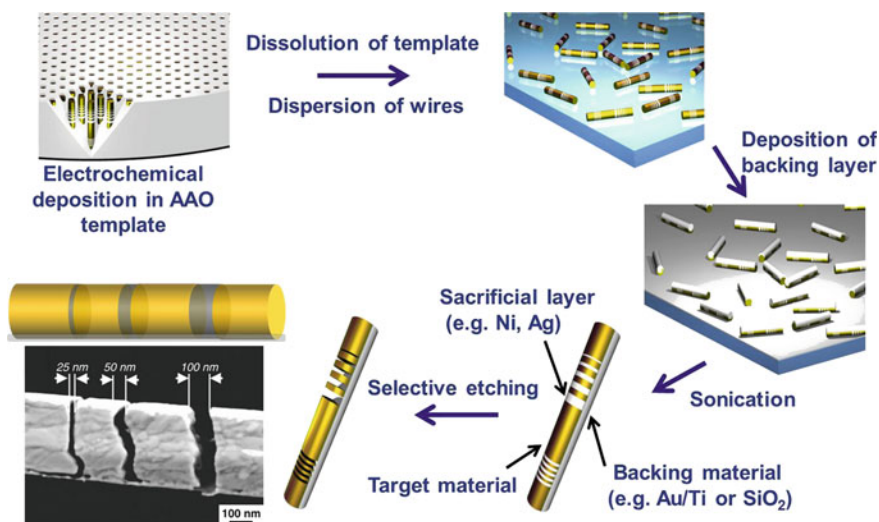 Dissolution of template
Dispersion of wires
Electrochemical
deposition in AAO
template
Deposition of
backing layer
Sonication
Sacrificial layer
(e.g. Ni, Ag)
Target material
Backing material
(e.g. Au/Ti or SiO₂)
Selective etching
25 nm 50 nm 100 nm
100 nm